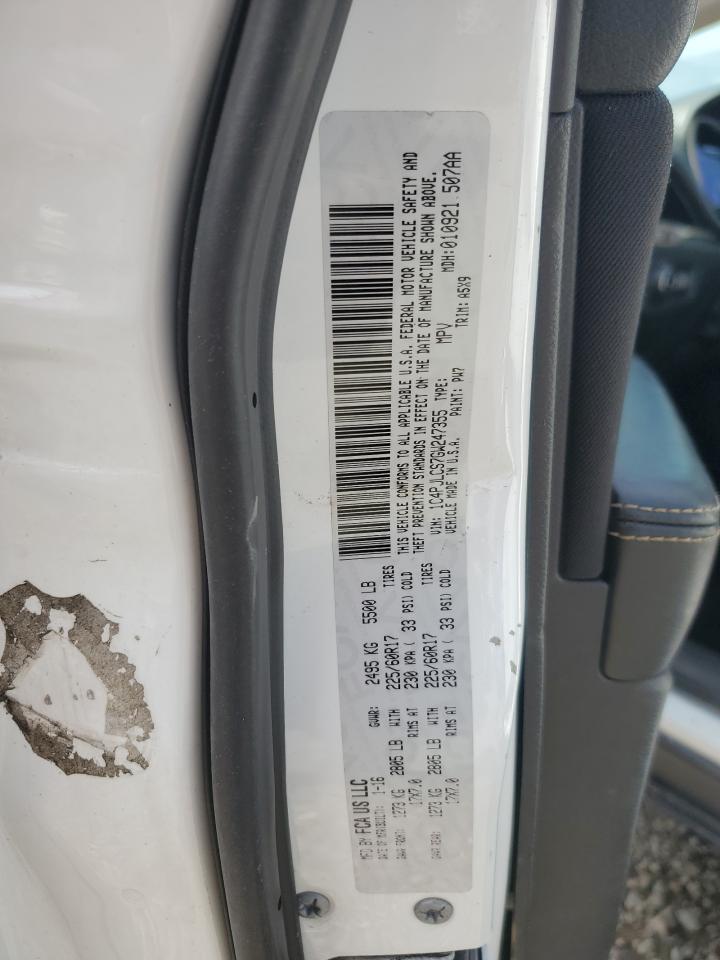 MFD BY FCA US LLC
DATE OF MFR/BUILT: 1-16 GVWR: 2495 KG 5500 LB
GAWR FRONT: WITH TIRES
1273 KG 2805 LB 225/60R17
RIMS AT
17X7.0 230 KPA ( 33 PSI) COLD
GAWR REAR: WITH TIRES
1273 KG 2805 LB 225/60R17
RIMS AT
17X7.0 230 KPA ( 33 PSI) COLD
THIS VEHICLE CONFORMS TO ALL APPLICABLE U.S.A. FEDERAL MOTOR VEHICLE SAFETY AND
THEFT PREVENTION STANDARDS IN EFFECT ON THE DATE OF MANUFACTURE SHOWN ABOVE.
VIN: 1C4PJLCS7GW247355 TYPE: MPV MDH:010921 507AA
VEHICLE MADE IN U.S.A. PAINT: PW7 TRIM: A5X9